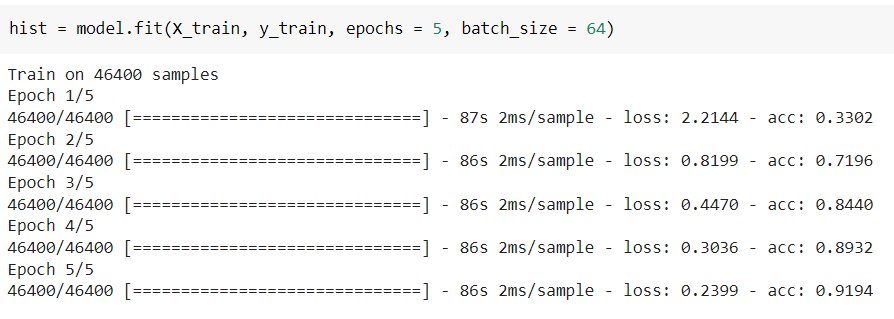 hist = model.fit(X_train, y_train, epochs = 5, batch_size = 64)
Train on 46400 samples
Epoch 1/5
46400/46400 [==============================] - 87s 2ms/sample - loss: 2.2144 - acc: 0.3302
Epoch 2/5
46400/46400 [==============================] - 86s 2ms/sample - loss: 0.8199 - acc: 0.7196
Epoch 3/5
46400/46400 [==============================] - 86s 2ms/sample - loss: 0.4470 - acc: 0.8440
Epoch 4/5
46400/46400 [==============================] - 86s 2ms/sample - loss: 0.3036 - acc: 0.8932
Epoch 5/5
46400/46400 [==============================] - 86s 2ms/sample - loss: 0.2399 - acc: 0.9194